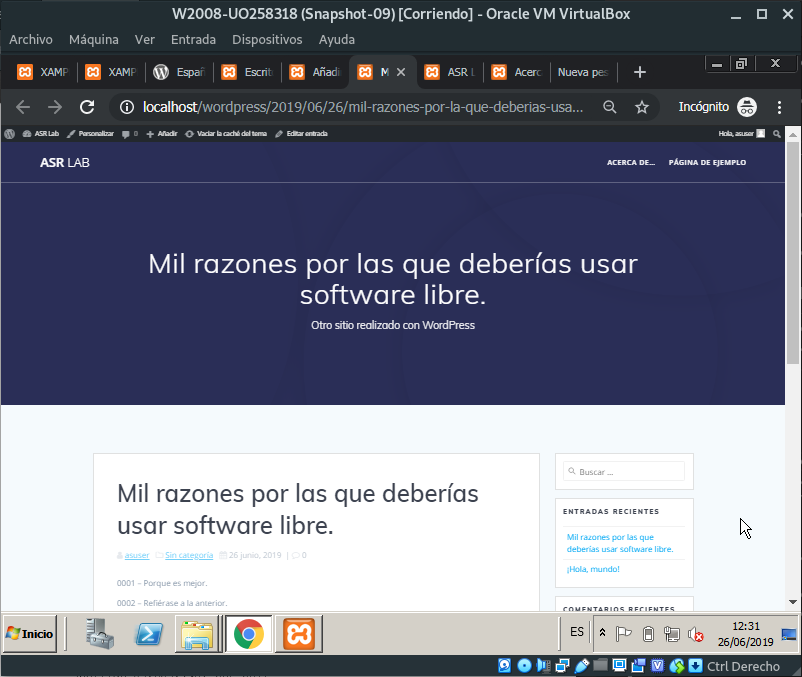 W2008-UO258318 (Snapshot-09) [Corriendo] - Oracle VM VirtualBox
Archivo Máquina Ver Entrada Dispositivos Ayuda
XAMP XAMP Españ Escrit Añadi M ASR L Acerc Nueva pes
localhost/wordpress/2019/06/26/mil-razones-por-la-que-deberias-usa... Incógnito
ASR Lab Personalizar 0 Añadir Vaciar la caché del tema Editar entrada Hola, asuser
ASR LAB ACERCA DE... PÁGINA DE EJEMPLO
Mil razones por las que deberías usar
software libre.
Otro sitio realizado con WordPress
Mil razones por las que deberías
usar software libre.
asuser Sin categoría 26 junio, 2019 | 0
0001 – Porque es mejor.
0002 – Refiérase a la anterior.
Buscar ...
ENTRADAS RECIENTES
Mil razones por las que
deberías usar software libre.
¡Hola, mundo!
COMENTARIOS RECIENTES
Inicio ES 12:31
26/06/2019
Ctrl Derecho